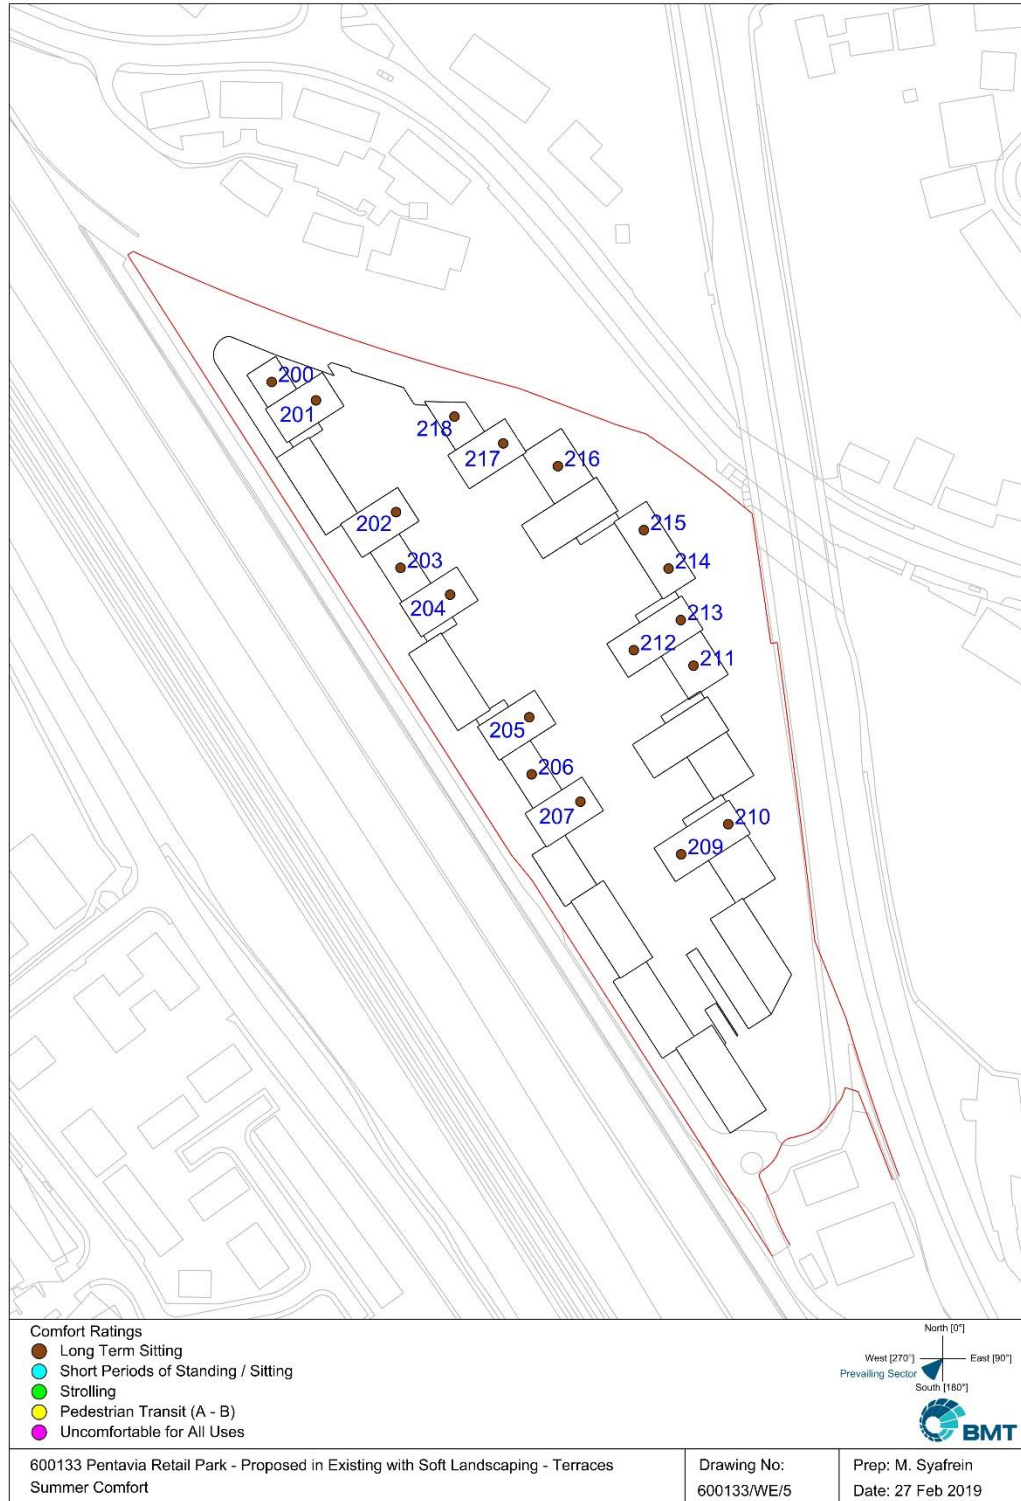 200
201
218
217
216
202
215
203
214
204
213
212
211
205
206
207
210
209
Comfort Ratings
Long Term Sitting
Short Periods of Standing / Sitting
Strolling
Pedestrian Transit (A - B)
Uncomfortable for All Uses
North [0°]
West [270°]
East [90°]
Prevailing Sector
South [180°]
BMT
600133 Pentavia Retail Park - Proposed in Existing with Soft Landscaping - Terraces
Summer Comfort
Drawing No:
600133/WE/5
Prep: M. Syafrein
Date: 27 Feb 2019